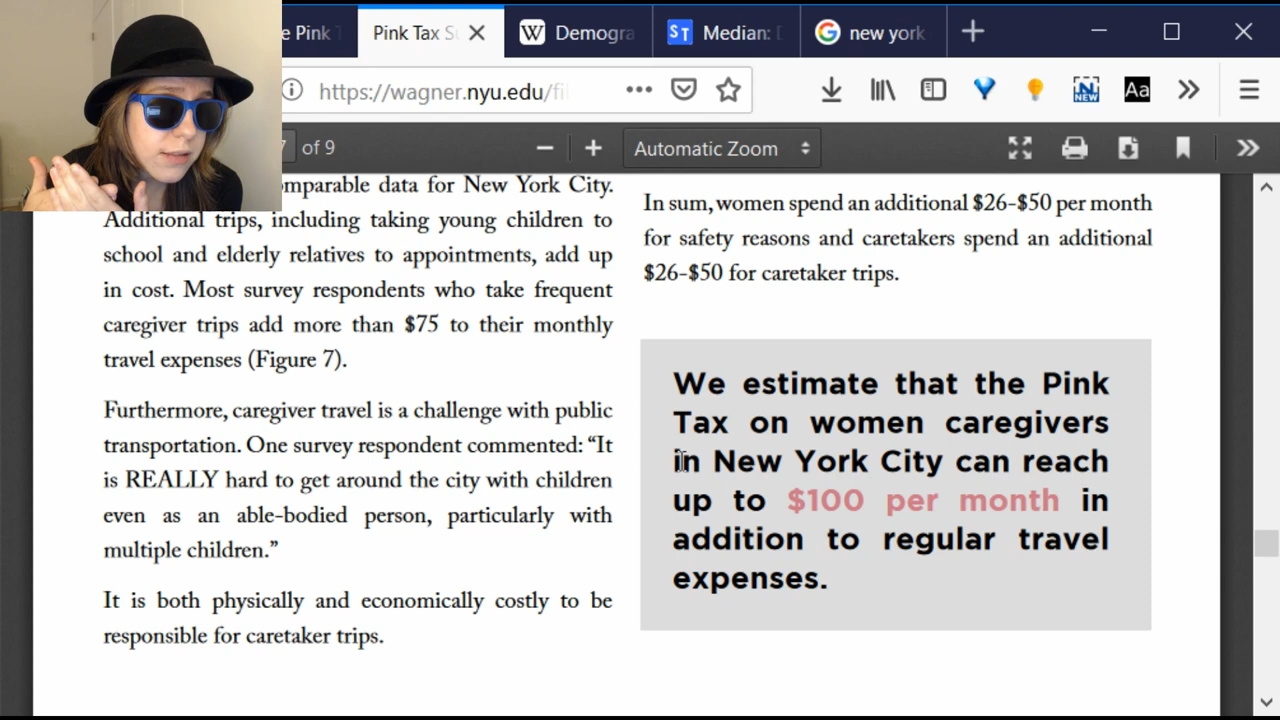 e Pink T
Pink Tax Su
W
Demogra
ST
Median: D
G
new york
https://wagner.nyu.edu/fil
NEW
Aa
7 of 9
Automatic Zoom
omparable data for New York City.
Additional trips, including taking young children to
school and elderly relatives to appointments, add up
in cost. Most survey respondents who take frequent
caregiver trips add more than $75 to their monthly
travel expenses (Figure 7).
Furthermore, caregiver travel is a challenge with public
transportation. One survey respondent commented: “It
is REALLY hard to get around the city with children
even as an able-bodied person, particularly with
multiple children.”
It is both physically and economically costly to be
responsible for caretaker trips.
In sum, women spend an additional $26-$50 per month
for safety reasons and caretakers spend an additional
$26-$50 for caretaker trips.
We estimate that the Pink
Tax on women caregivers
in New York City can reach
up to $100 per month in
addition to regular travel
expenses.